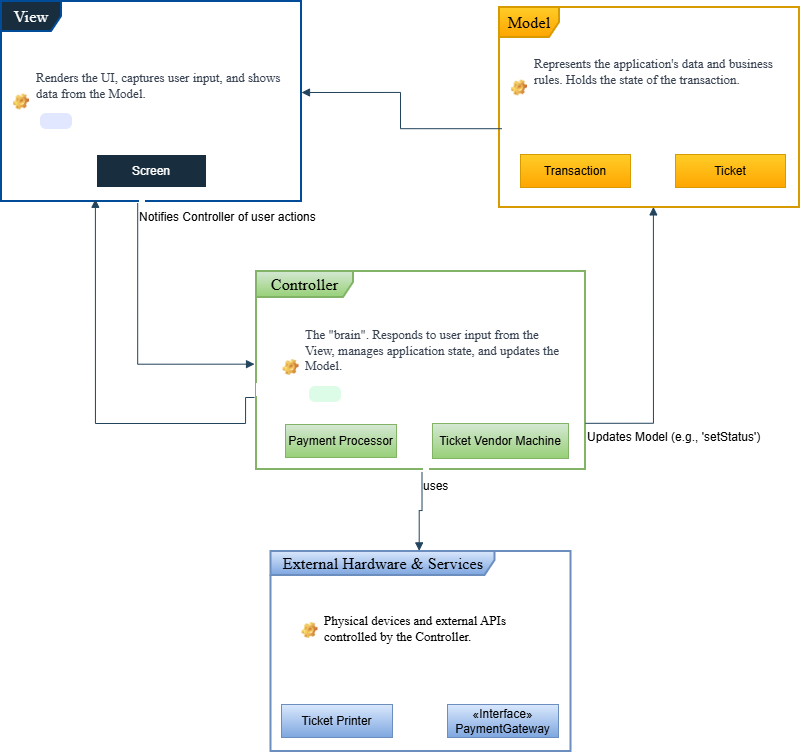 View
Renders the UI, captures user input, and shows
data from the Model.
Screen
Model
Represents the application's data and business
rules. Holds the state of the transaction.
Transaction
Ticket
Notifies Controller of user actions
Controller
The "brain". Responds to user input from the
View, manages application state, and updates the
Model.
Payment Processor
Ticket Vendor Machine
Updates Model (e.g., 'setStatus')
uses
External Hardware & Services
Physical devices and external APIs
controlled by the Controller.
Ticket Printer
«Interface»
PaymentGateway